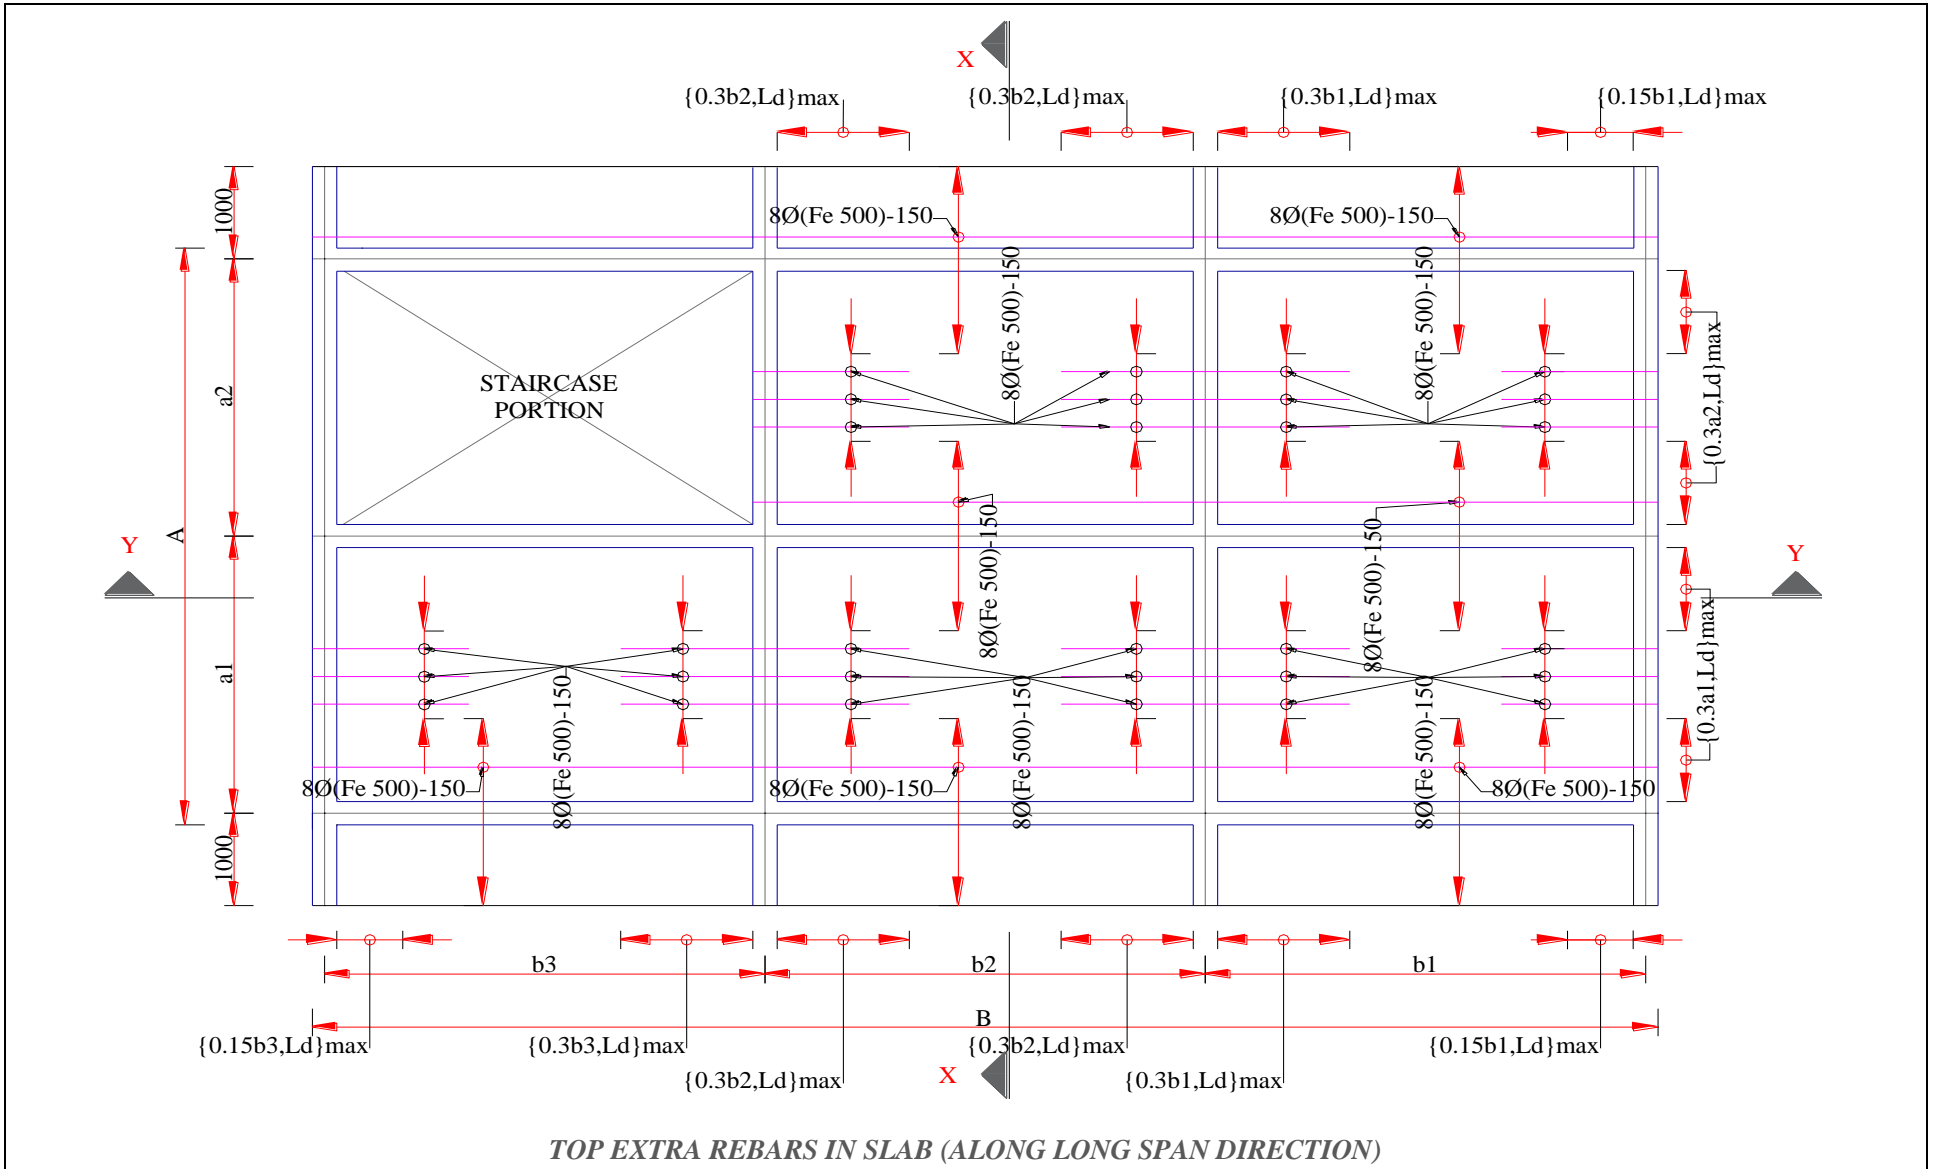 X
{0.3b2,Ld}max
{0.3b2,Ld}max
{0.3b1,Ld}max
{0.15b1,Ld}max
1000
8Ø(Fe 500)-150
8Ø(Fe 500)-150
8Ø(Fe 500)-150
8Ø(Fe 500)-150
a2
STAIRCASE
PORTION
{0.3a2,Ld}max
A
Y
Y
8Ø(Fe 500)-150
8Ø(Fe 500)-150
a1
{0.3a1,Ld}max
8Ø(Fe 500)-150
8Ø(Fe 500)-150
8Ø(Fe 500)-150
8Ø(Fe 500)-150
8Ø(Fe 500)-150
8Ø(Fe 500)-150
1000
b3
b2
b1
B
{0.15b3,Ld}max
{0.3b3,Ld}max
{0.3b2,Ld}max
{0.15b1,Ld}max
{0.3b2,Ld}max
X
{0.3b1,Ld}max
TOP EXTRA REBARS IN SLAB (ALONG LONG SPAN DIRECTION)